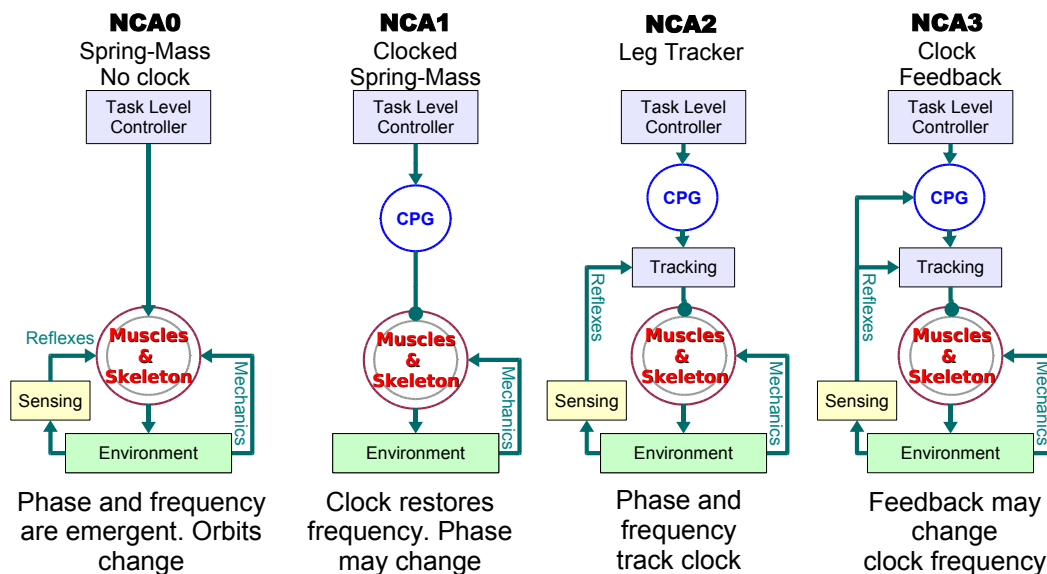 NCA0
Spring-Mass
No clock
Task Level
Controller
Reflexes
Muscles
&
Skeleton
Sensing
Mechanics
Environment
Phase and frequency
are emergent. Orbits
change
NCA1
Clocked
Spring-Mass
Task Level
Controller
CPG
Muscles
&
Skeleton
Mechanics
Environment
Clock restores
frequency. Phase
may change
NCA2
Leg Tracker
Task Level
Controller
CPG
Tracking
Reflexes
Muscles
&
Skeleton
Sensing
Mechanics
Environment
Phase and
frequency
track clock
NCA3
Clock
Feedback
Task Level
Controller
CPG
Tracking
Reflexes
Muscles
&
Skeleton
Sensing
Mechanics
Environment
Feedback may
change
clock frequency